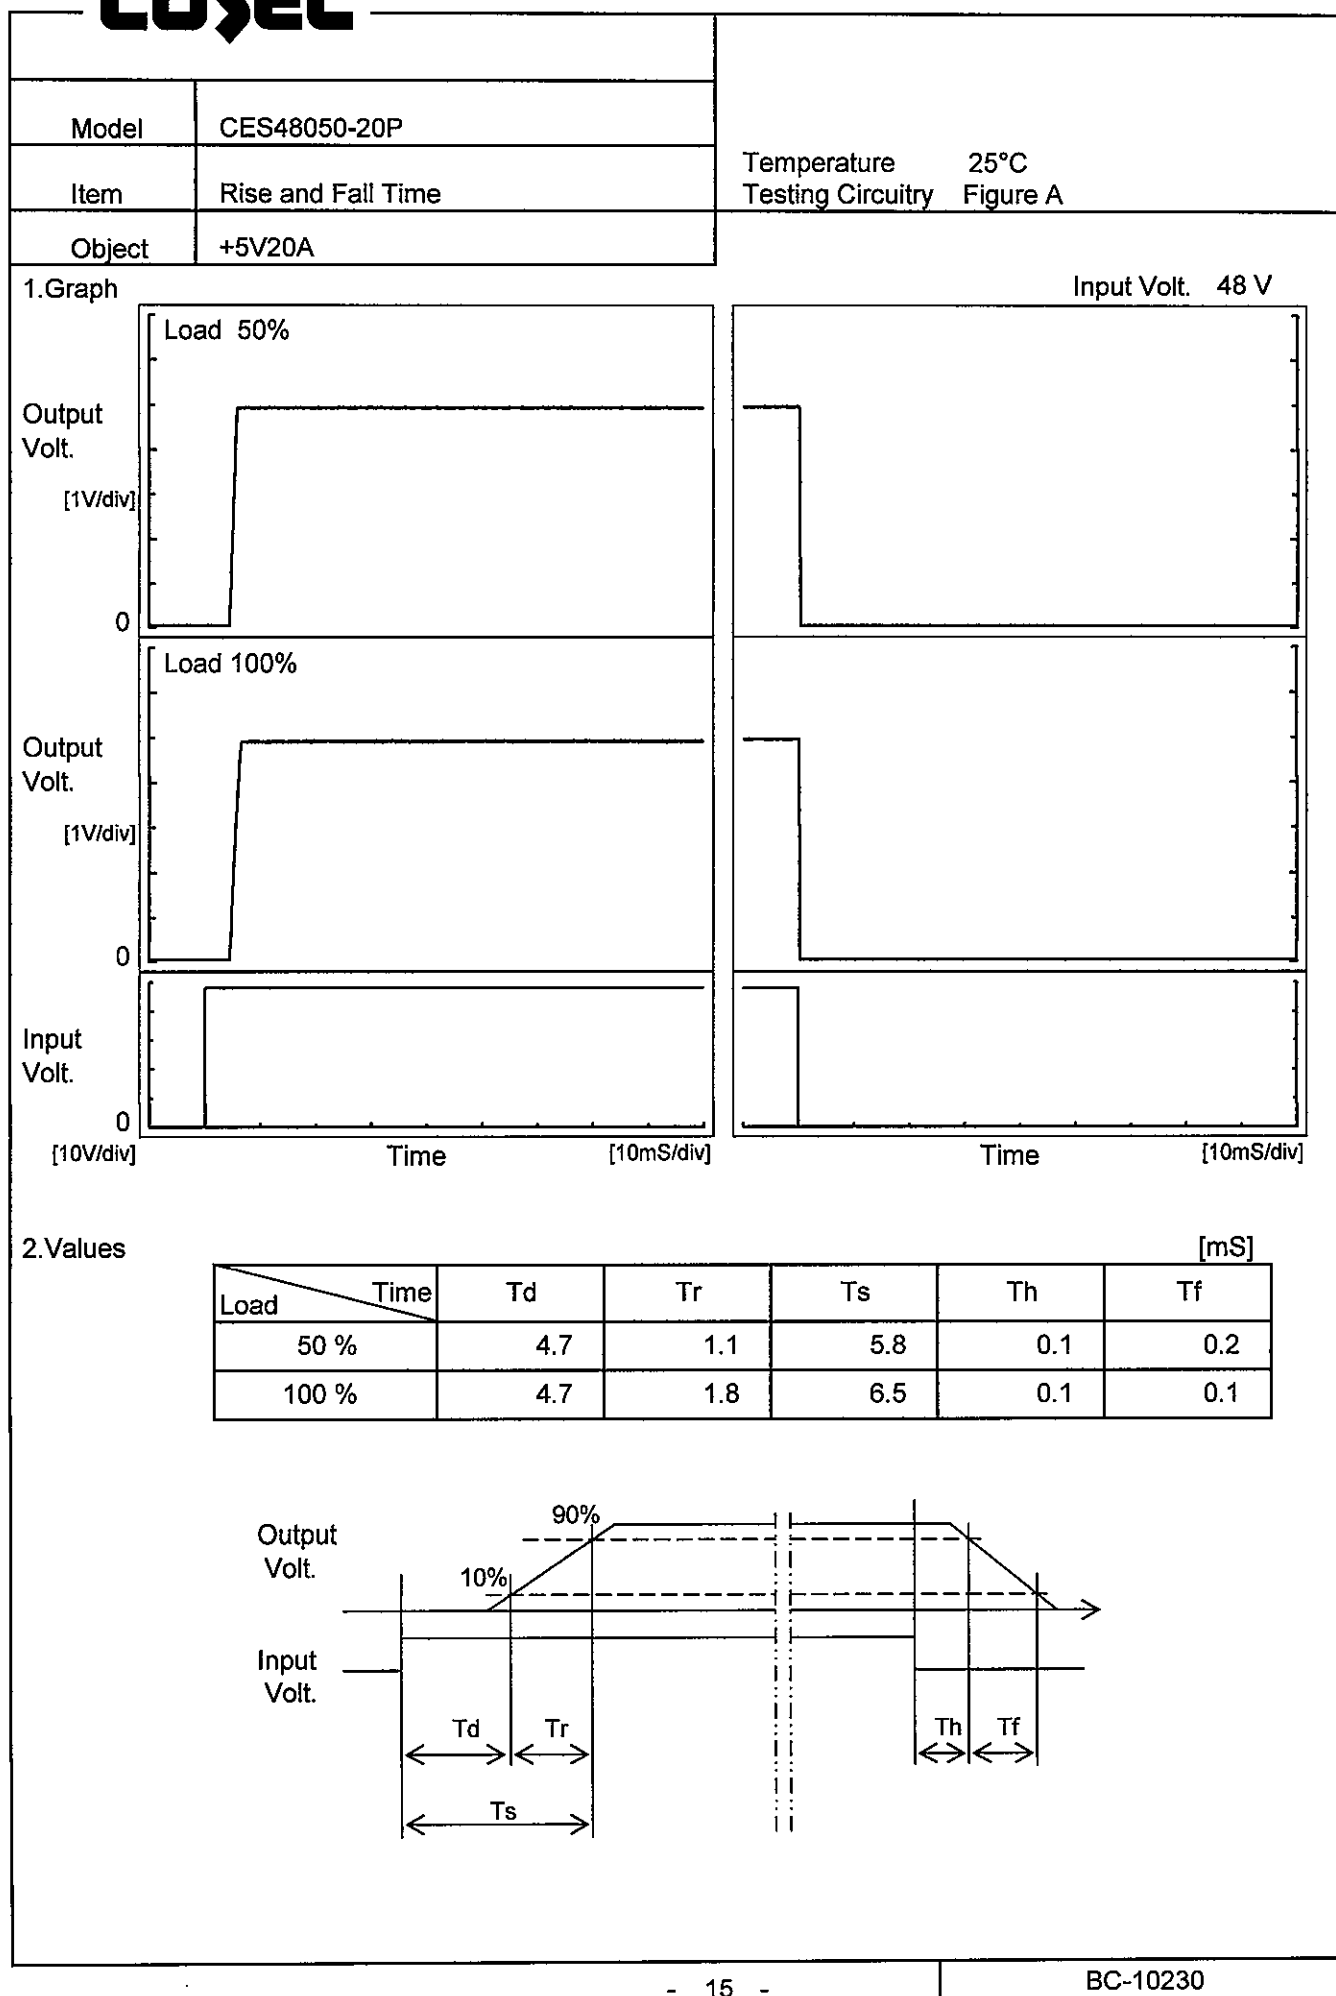 COSEL
Model CES48050-20P
Item Rise and Fall Time
Temperature 25°C
Testing Circuitry Figure A
Object +5V20A
1.Graph
Input Volt. 48 V
Load 50%
Output
Volt.
[1V/div]
0
Load 100%
Output
Volt.
[1V/div]
0
Input
Volt.
0
[10V/div] Time [10mS/div] Time [10mS/div]
2.Values [mS]
Time
Load Td Tr Ts Th Tf
50 % 4.7 1.1 5.8 0.1 0.2
100 % 4.7 1.8 6.5 0.1 0.1
90%
Output
Volt.
10%
Input
Volt.
Td Tr Th Tf
Ts
- 15 -
BC-10230